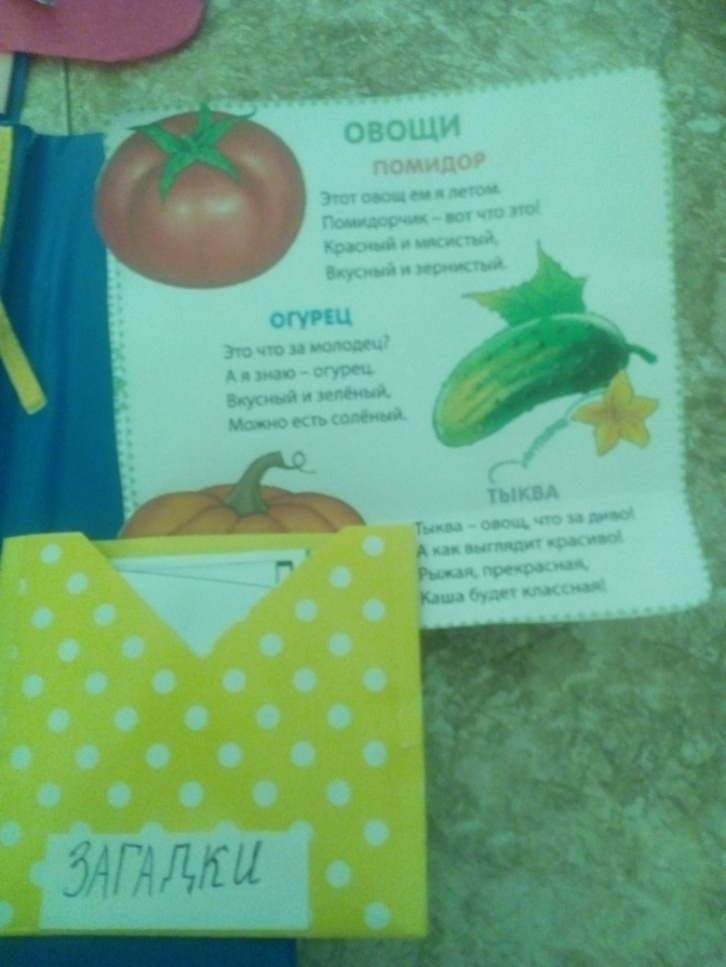 ОВОЩИ
ПОМИДОР
Этот овощ ем я летом.
Помидорчик – вот что это!
Красный и мясистый,
Вкусный и зернистый.
ОГУРЕЦ
Это что за молодец?
А я знаю – огурец.
Вкусный и зелёный,
Можно есть солёный.
ТЫКВА
Тыква – овощ, что за диво!
А как выглядит красиво!
Рыжая, прекрасная,
Каша будет классная!
П
ЗАГАДКИ